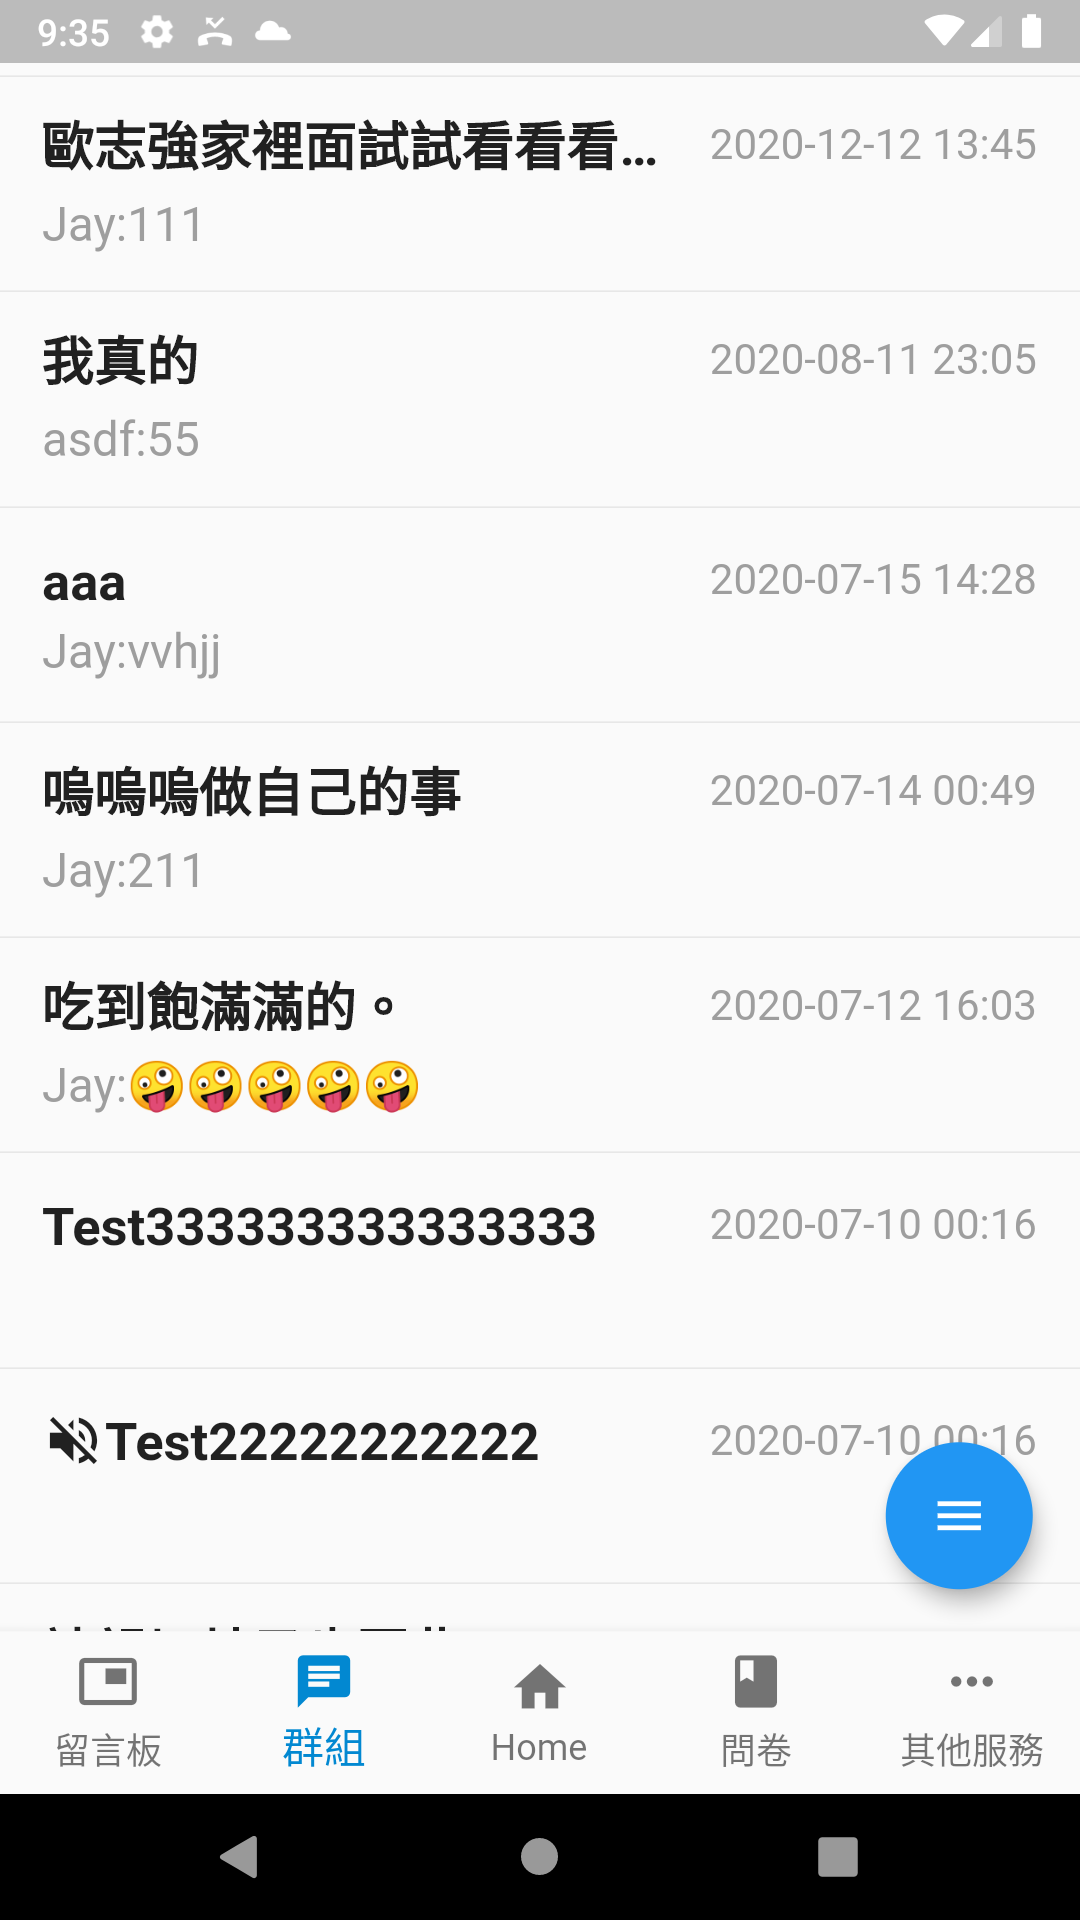 9:35
歐志強家裡面試試看看看... 2020-12-12 13:45
Jay:111
我真的 2020-08-11 23:05
asdf:55
aaa 2020-07-15 14:28
Jay:vvhjj
嗚嗚嗚做自己的事 2020-07-14 00:49
Jay:211
吃到飽滿滿的。 2020-07-12 16:03
Jay:🤪🤪🤪🤪🤪
Test333333333333333 2020-07-10 00:16
Test22222222222 2020-07-10 00:16
留言板 群組 Home 問卷 其他服務